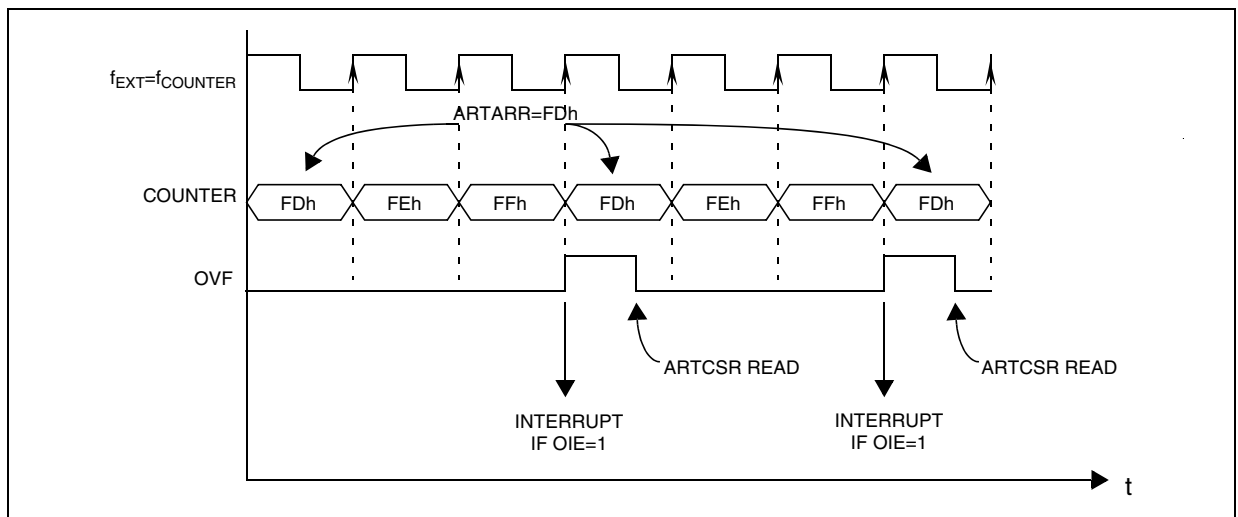 fEXT=fCOUNTER
ARTARR=FDh
COUNTER
FDh
FEh
FFh
FDh
FEh
FFh
FDh
OVF
ARTCSR READ
ARTCSR READ
INTERRUPT
IF OIE=1
INTERRUPT
IF OIE=1
t